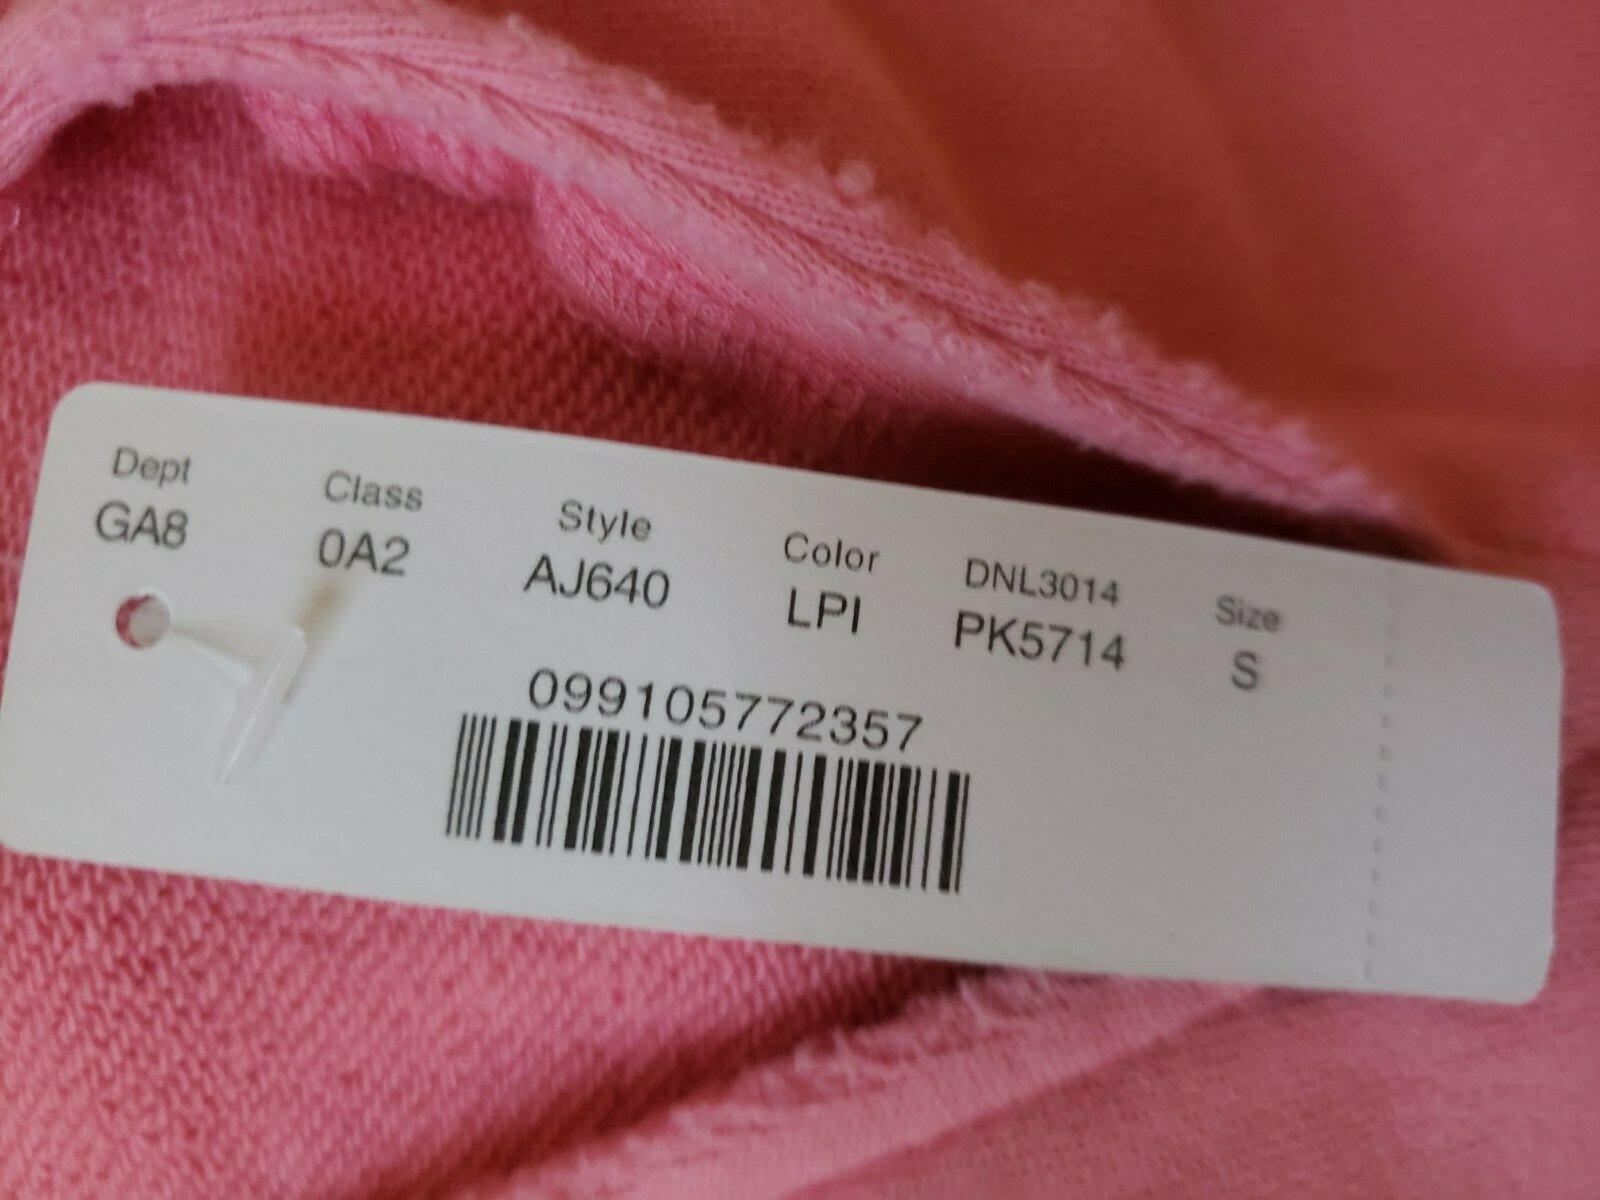 Dept Class Style Color DNL3014 Size
GA8 0A2 AJ640 LPI PK5714 S
099105772357